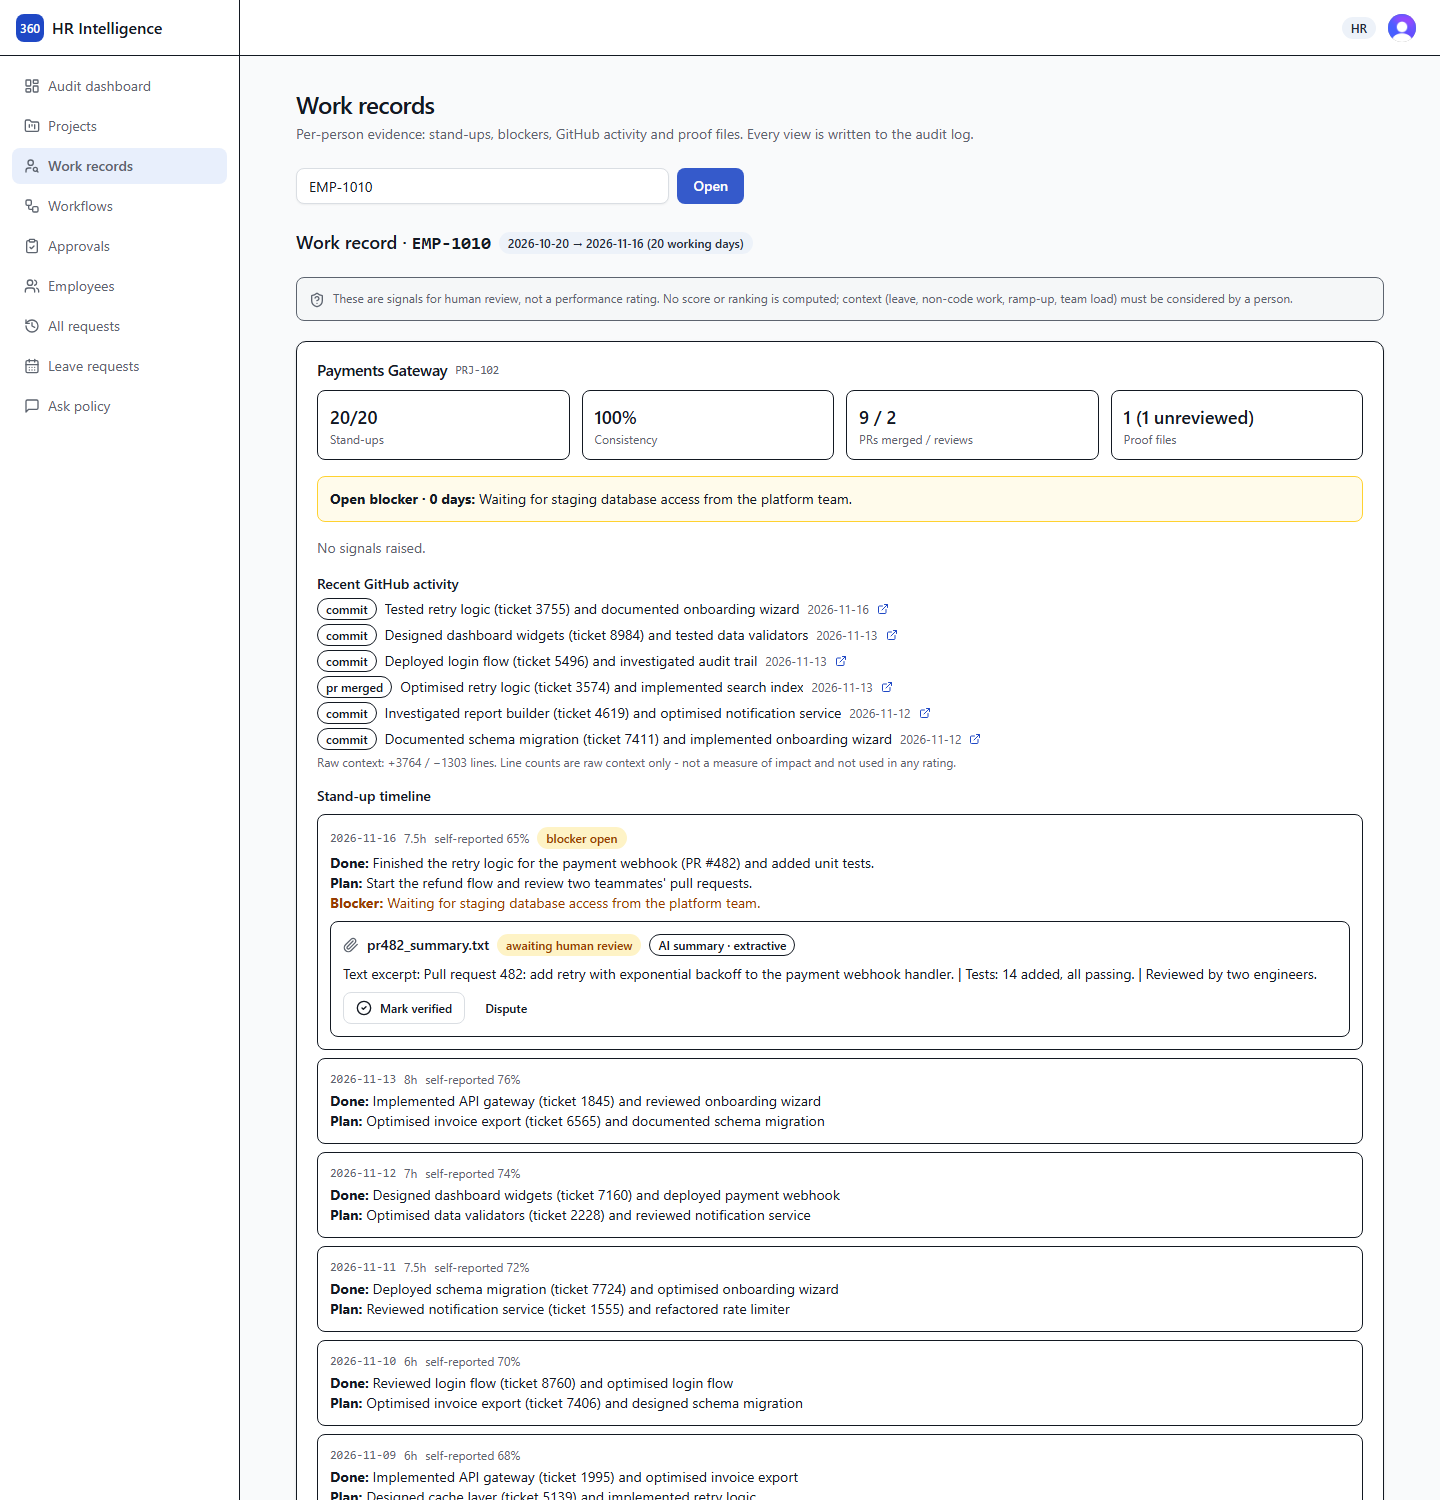 360 HR Intelligence
HR
Audit dashboard
Projects
Work records
Workflows
Approvals
Employees
All requests
Leave requests
Ask policy
Work records
Per-person evidence: stand-ups, blockers, GitHub activity and proof files. Every view is written to the audit log.
EMP-1010
Open
Work record · EMP-1010 2026-10-20 → 2026-11-16 (20 working days)
These are signals for human review, not a performance rating. No score or ranking is computed; context (leave, non-code work, ramp-up, team load) must be considered by a person.
Payments Gateway PRJ-102
20/20
Stand-ups
100%
Consistency
9 / 2
PRs merged / reviews
1 (1 unreviewed)
Proof files
Open blocker · 0 days: Waiting for staging database access from the platform team.
No signals raised.
Recent GitHub activity
commit Tested retry logic (ticket 3755) and documented onboarding wizard 2026-11-16
commit Designed dashboard widgets (ticket 8984) and tested data validators 2026-11-13
commit Deployed login flow (ticket 5496) and investigated audit trail 2026-11-13
pr merged Optimised retry logic (ticket 3574) and implemented search index 2026-11-13
commit Investigated report builder (ticket 4619) and optimised notification service 2026-11-12
commit Documented schema migration (ticket 7411) and implemented onboarding wizard 2026-11-12
Raw context: +3764 / −1303 lines. Line counts are raw context only - not a measure of impact and not used in any rating.
Stand-up timeline
2026-11-16 7.5h self-reported 65% blocker open
Done: Finished the retry logic for the payment webhook (PR #482) and added unit tests.
Plan: Start the refund flow and review two teammates' pull requests.
Blocker: Waiting for staging database access from the platform team.
pr482_summary.txt awaiting human review AI summary · extractive
Text excerpt: Pull request 482: add retry with exponential backoff to the payment webhook handler. | Tests: 14 added, all passing. | Reviewed by two engineers.
Mark verified Dispute
2026-11-13 8h self-reported 76%
Done: Implemented API gateway (ticket 1845) and reviewed onboarding wizard
Plan: Optimised invoice export (ticket 6565) and documented schema migration
2026-11-12 7h self-reported 74%
Done: Designed dashboard widgets (ticket 7160) and deployed payment webhook
Plan: Optimised data validators (ticket 2228) and reviewed notification service
2026-11-11 7.5h self-reported 72%
Done: Deployed schema migration (ticket 7724) and optimised onboarding wizard
Plan: Reviewed notification service (ticket 1555) and refactored rate limiter
2026-11-10 6h self-reported 70%
Done: Reviewed login flow (ticket 8760) and optimised login flow
Plan: Optimised invoice export (ticket 7406) and designed schema migration
2026-11-09 6h self-reported 68%
Done: Implemented API gateway (ticket 1995) and optimised invoice export
Plan: Designed cache layer (ticket 5139) and implemented retry logic